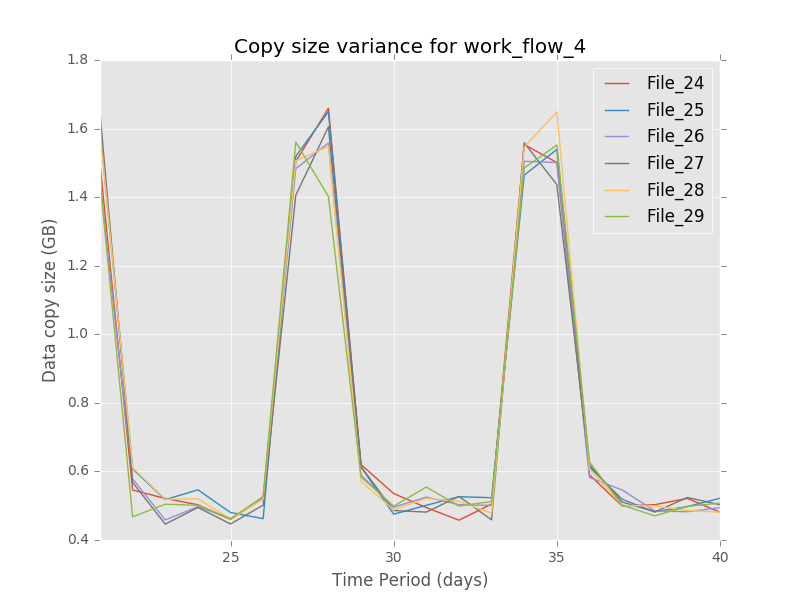 Copy size variance for work_flow_4
1.8
1.6
1.4
1.2
1.0
0.8
0.6
0.4
Data copy size (GB)
File_24
File_25
File_26
File_27
File_28
File_29
25
30
35
40
Time Period (days)